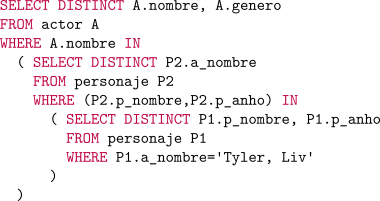 SELECT DISTINCT A.nombre, A.genero
FROM actor A
WHERE A.nombre IN
  ( SELECT DISTINCT P2.a_nombre
    FROM personaje P2
    WHERE (P2.p_nombre,P2.p_anho) IN
      ( SELECT DISTINCT P1.p_nombre, P1.p_anho
        FROM personaje P1
        WHERE P1.a_nombre='Tyler, Liv'
      )
  )